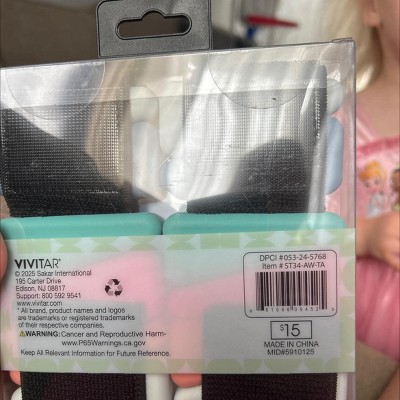 VIVITAR®
© 2025 Sakar International
195 Carter Drive
Edison, NJ 08817
Support: 800 592 9541
www.vivitar.com
* All brand, product names and logos
are trademarks or registered trademarks
of their respective companies.
⚠WARNING: Cancer and Reproductive Harm-
www.P65Warnings.ca.gov
Keep All Relevant Information for Future Reference.
DPCI #053-24-5768
Item # ST34-AW-TA
$15
MADE IN CHINA
MID#5910125